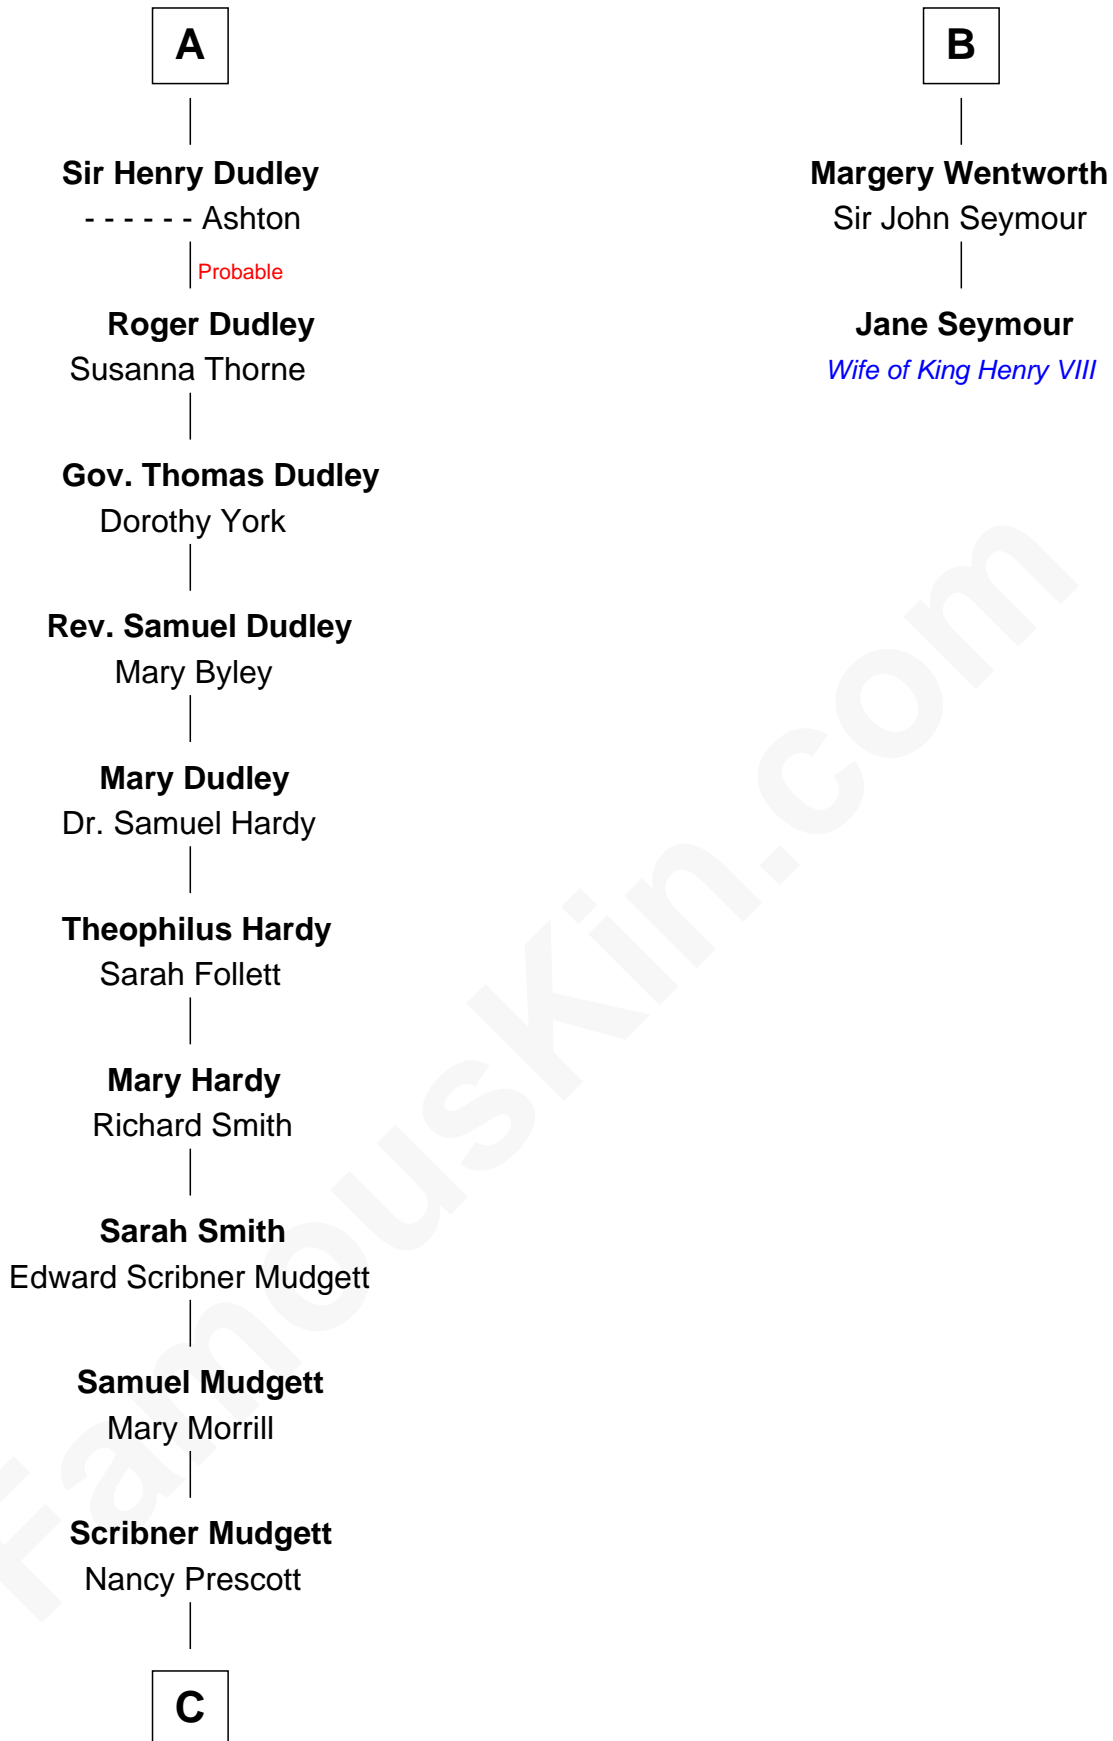 A
Sir Henry Dudley
- - - - - - Ashton
Probable
Roger Dudley
Susanna Thorne
Gov. Thomas Dudley
Dorothy York
Rev. Samuel Dudley
Mary Byley
Mary Dudley
Dr. Samuel Hardy
Theophilus Hardy
Sarah Follett
Mary Hardy
Richard Smith
Sarah Smith
Edward Scribner Mudgett
Samuel Mudgett
Mary Morrill
Scribner Mudgett
Nancy Prescott
C
B
Margery Wentworth
Sir John Seymour
Jane Seymour
Wife of King Henry VIII
FamousKin.com